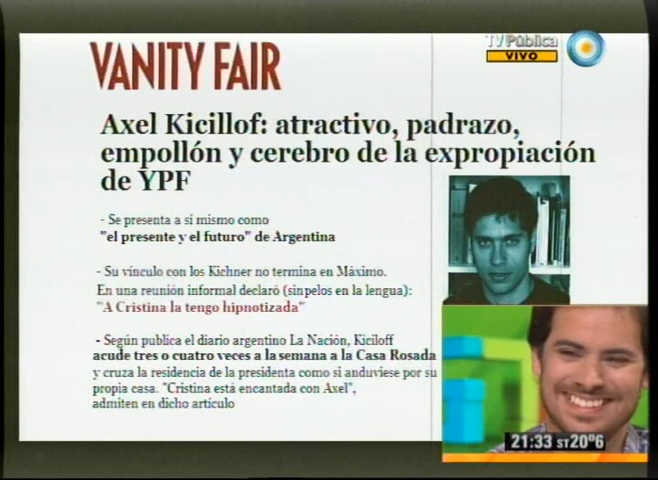 VANITY FAIR
TV Pública
VIVO
Axel Kicillof: atractivo, padrazo,
empollón y cerebro de la expropiación
de YPF
- Se presenta a sí mismo como
"el presente y el futuro" de Argentina
- Su vínculo con los Kichner no termina en Máximo.
En una reunión informal declaró (sin pelos en la lengua):
"A Cristina la tengo hipnotizada"
- Según publica el diario argentino La Nación, Kiciloff
acude tres o cuatro veces a la semana a la Casa Rosada
y cruza la residencia de la presidenta como si anduviese por su
propia casa. "Cristina está encantada con Axel",
admiten en dicho artículo
21:33 ST20°6